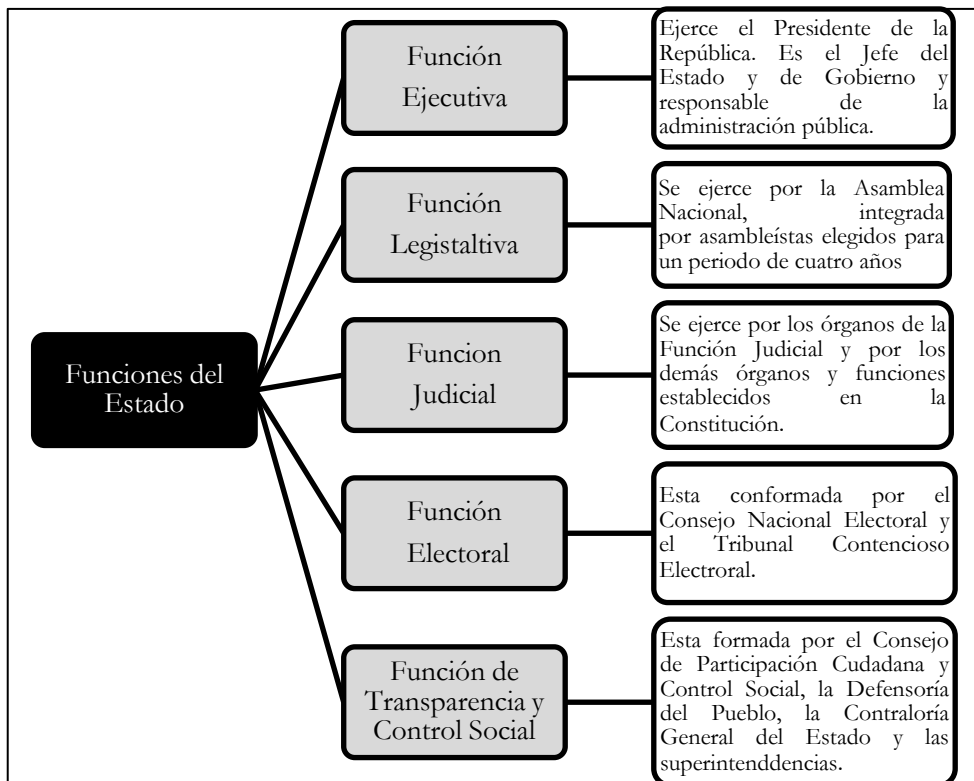 Funciones del
Estado
Función
Ejecutiva
Ejerce el Presidente de la
República. Es el Jefe del
Estado y de Gobierno y
responsable de la
administración pública.
Función
Legistaltiva
Se ejerce por la Asamblea
Nacional, integrada
por asambleístas elegidos para
un periodo de cuatro años
Funcion
Judicial
Se ejerce por los órganos de la
Función Judicial y por los
demás órganos y funciones
establecidos en la
Constitución.
Función
Electoral
Esta conformada por el
Consejo Nacional Electoral y
el Tribunal Contencioso
Electroral.
Función de
Transparencia y
Control Social
Esta formada por el Consejo
de Participación Cudadana y
Control Social, la Defensoría
del Pueblo, la Contraloría
General del Estado y las
superintenddencias.